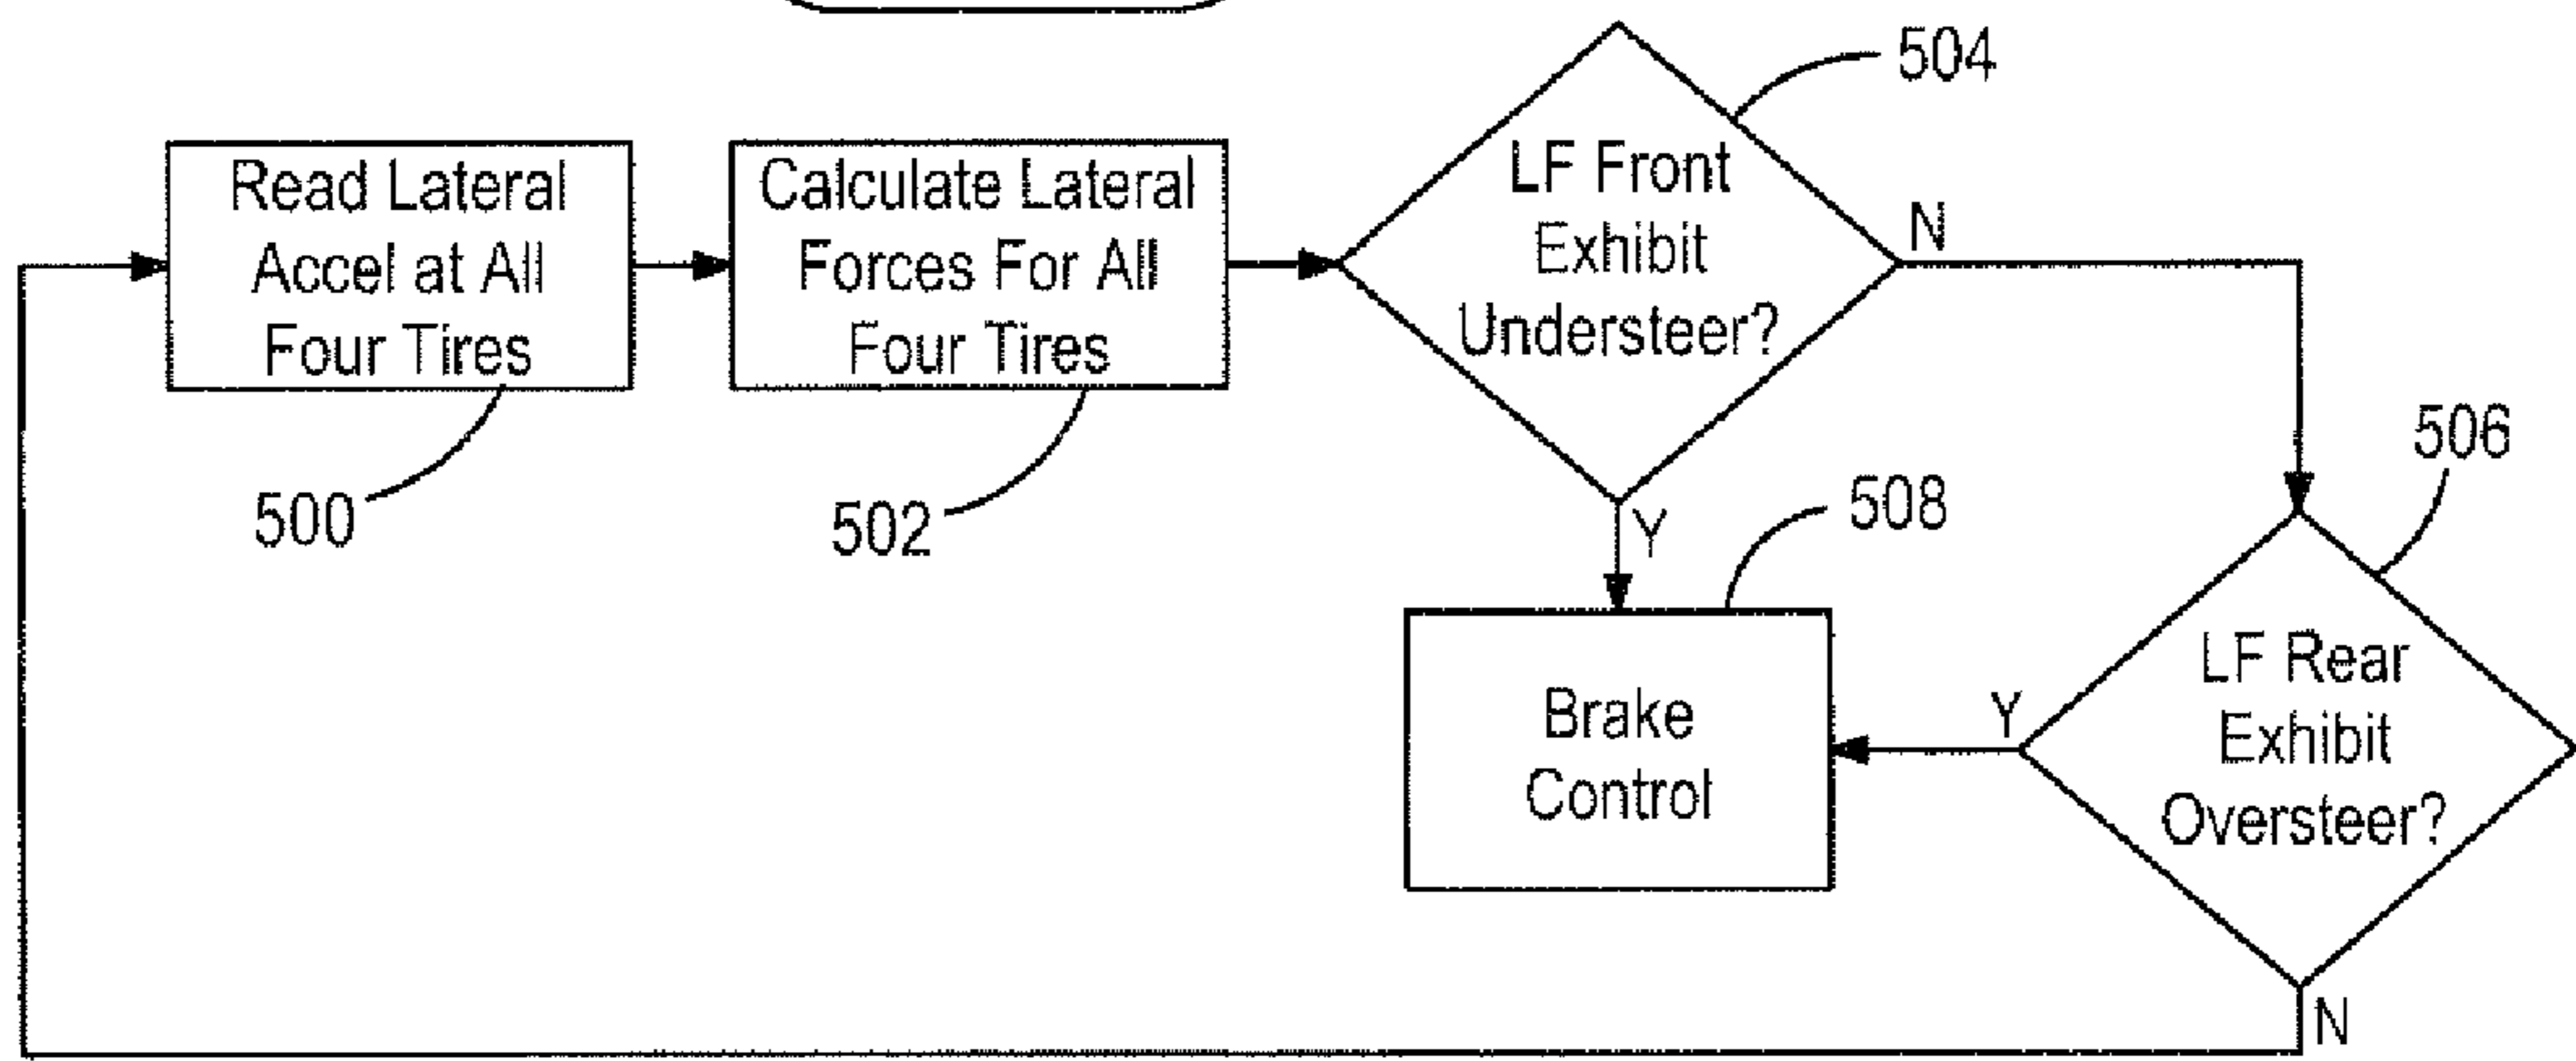 504
Read Lateral
Accel at All
Four Tires
Calculate Lateral
Forces For All
Four Tires
LF Front
Exhibit
Understeer?
N
500
502
Y
508
506
Brake
Control
Y
LF Rear
Exhibit
Oversteer?
N